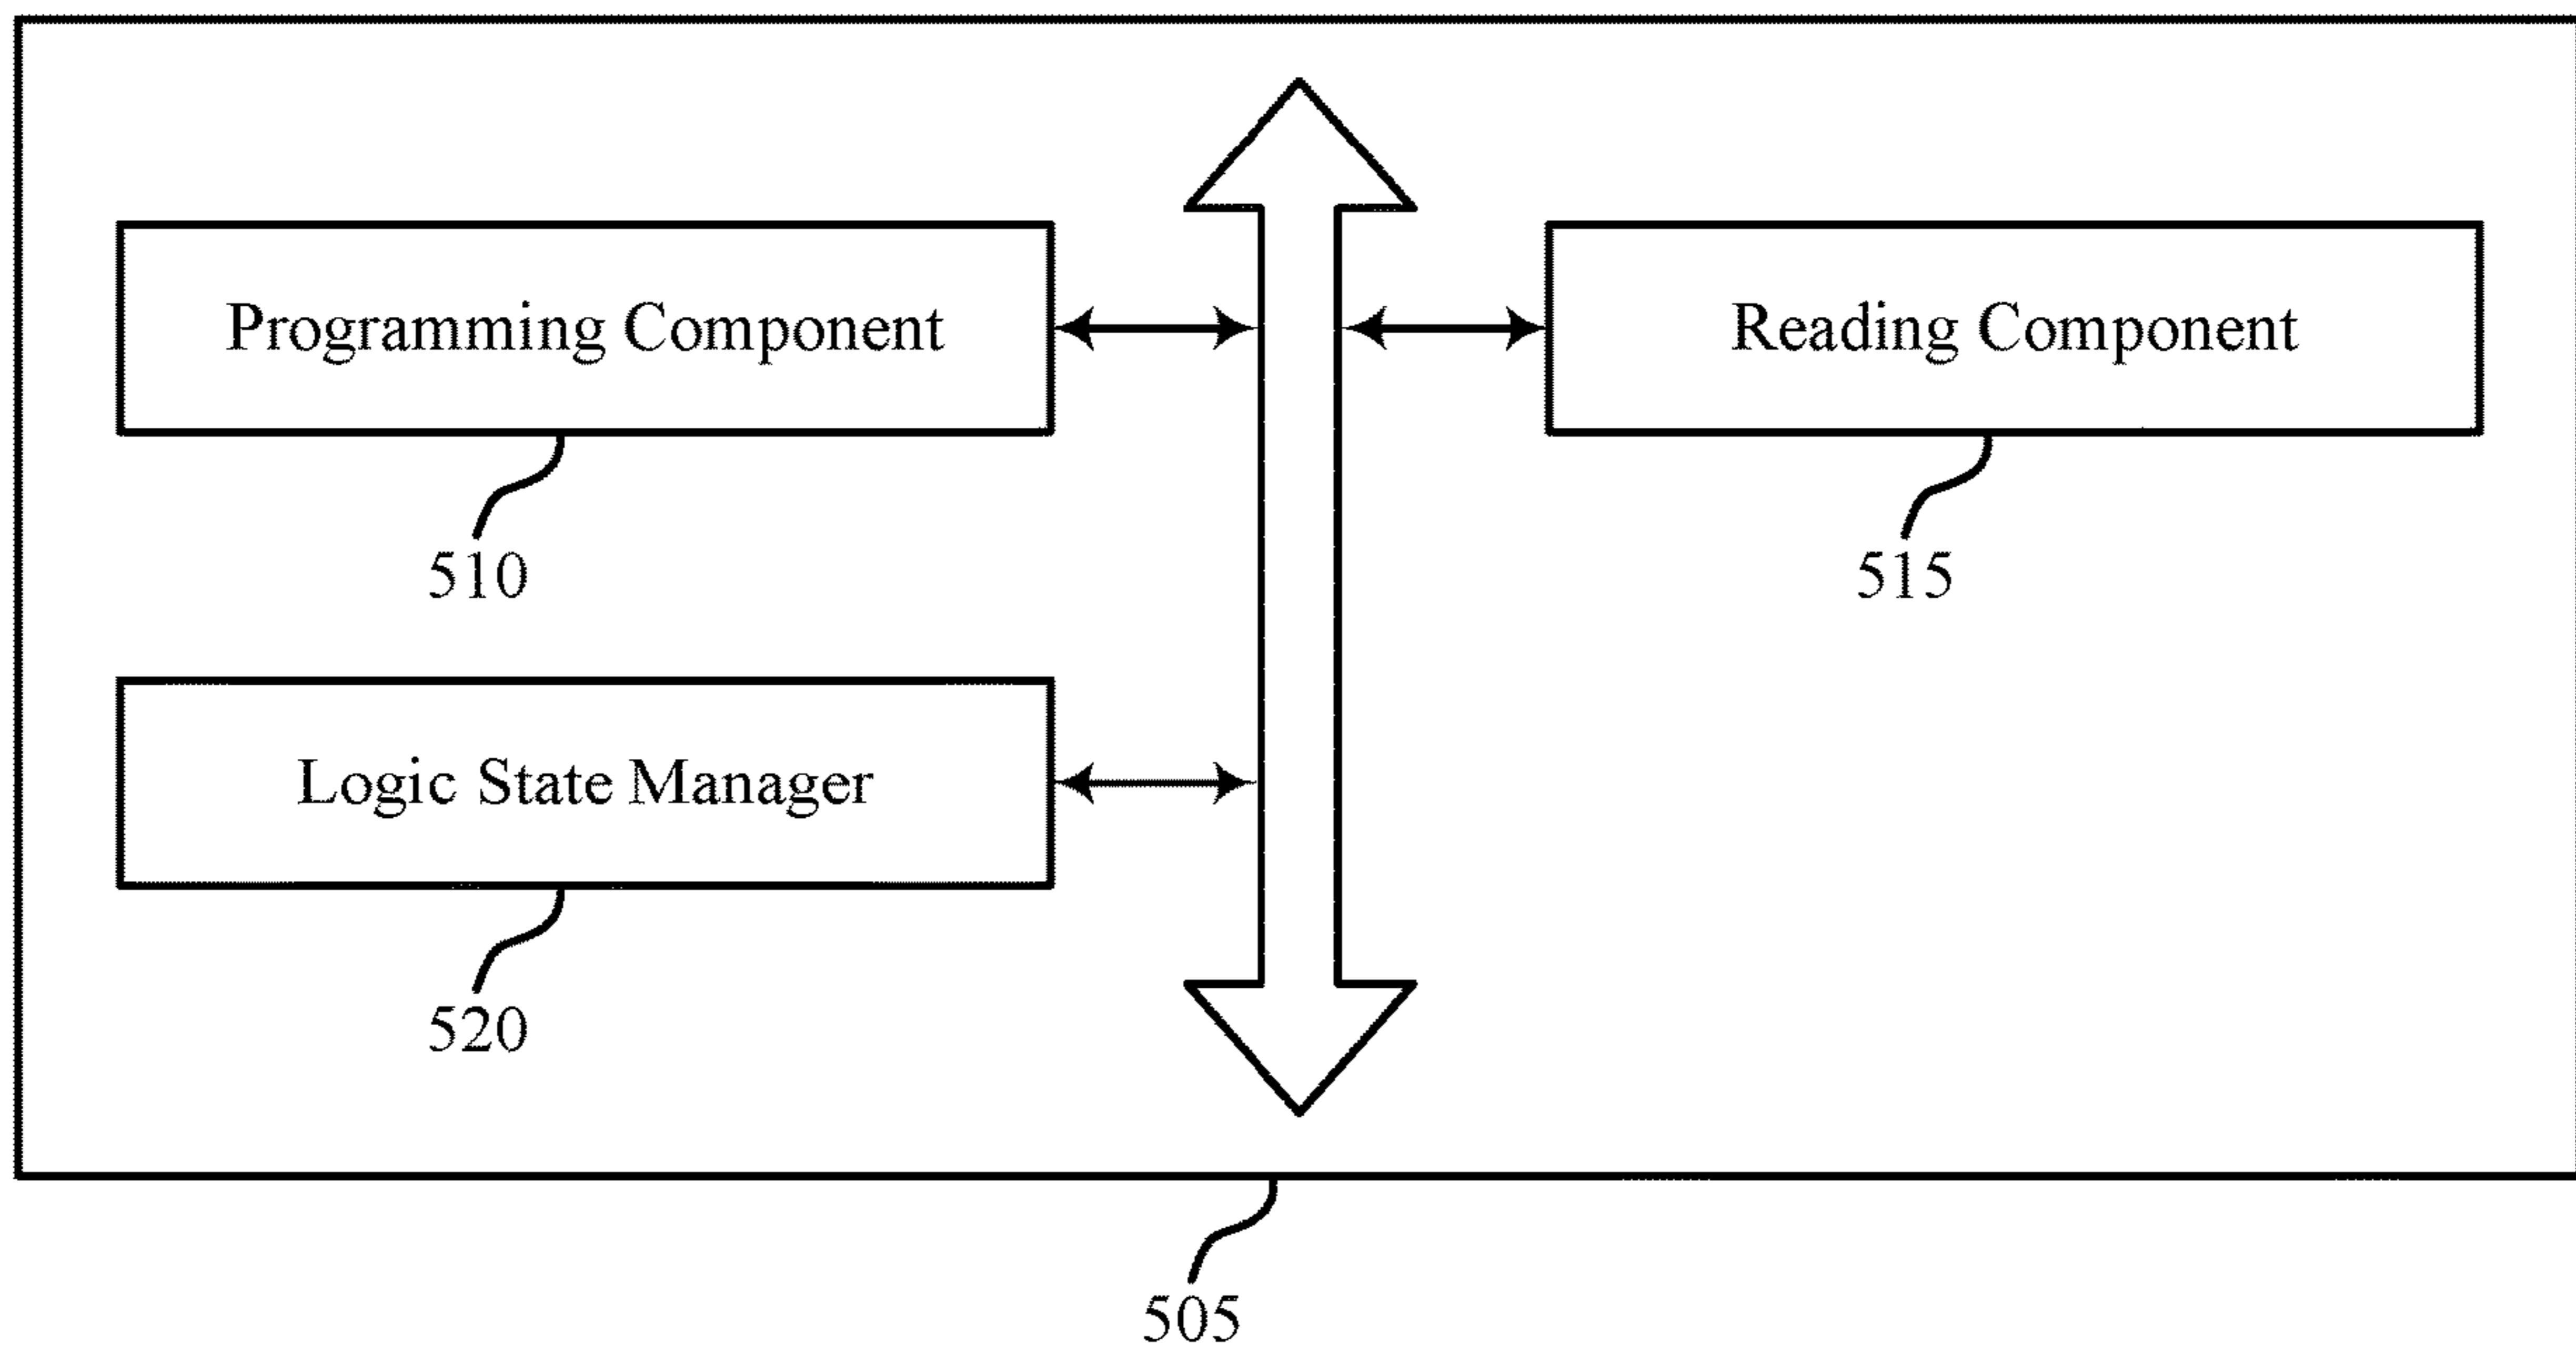 Programming Component
Reading Component
510
515
Logic State Manager
520
505